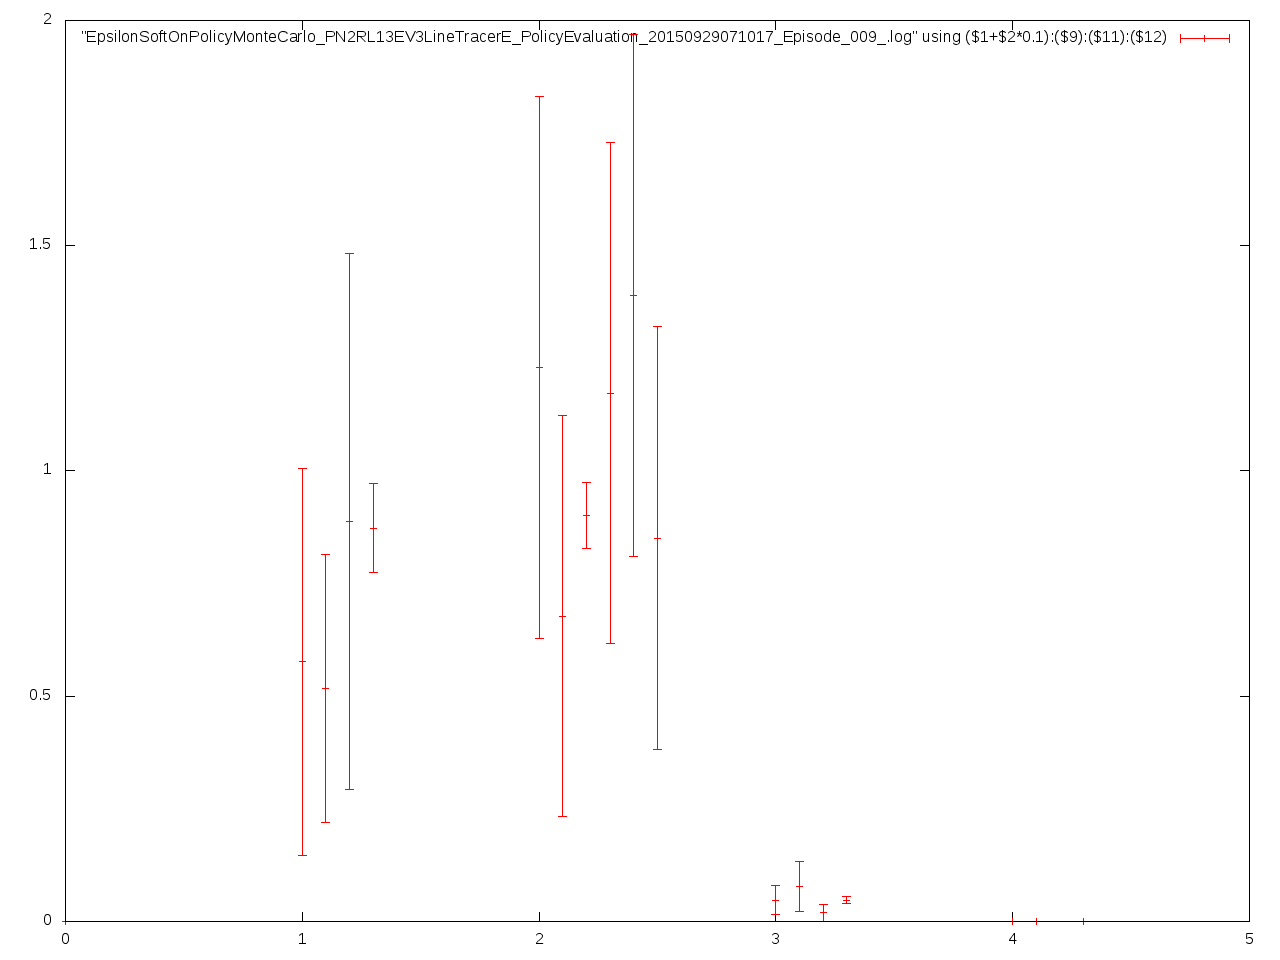 2
"EpsilonSoftOnPolicyMonteCarlo_PN2RL13EV3LineTracerE_PolicyEvaluation_20150929071017_Episode_009_.log" using ($1+$2*0.1):($9):($11):($12)
1.5
1
0.5
0
0 1 2 3 4 5